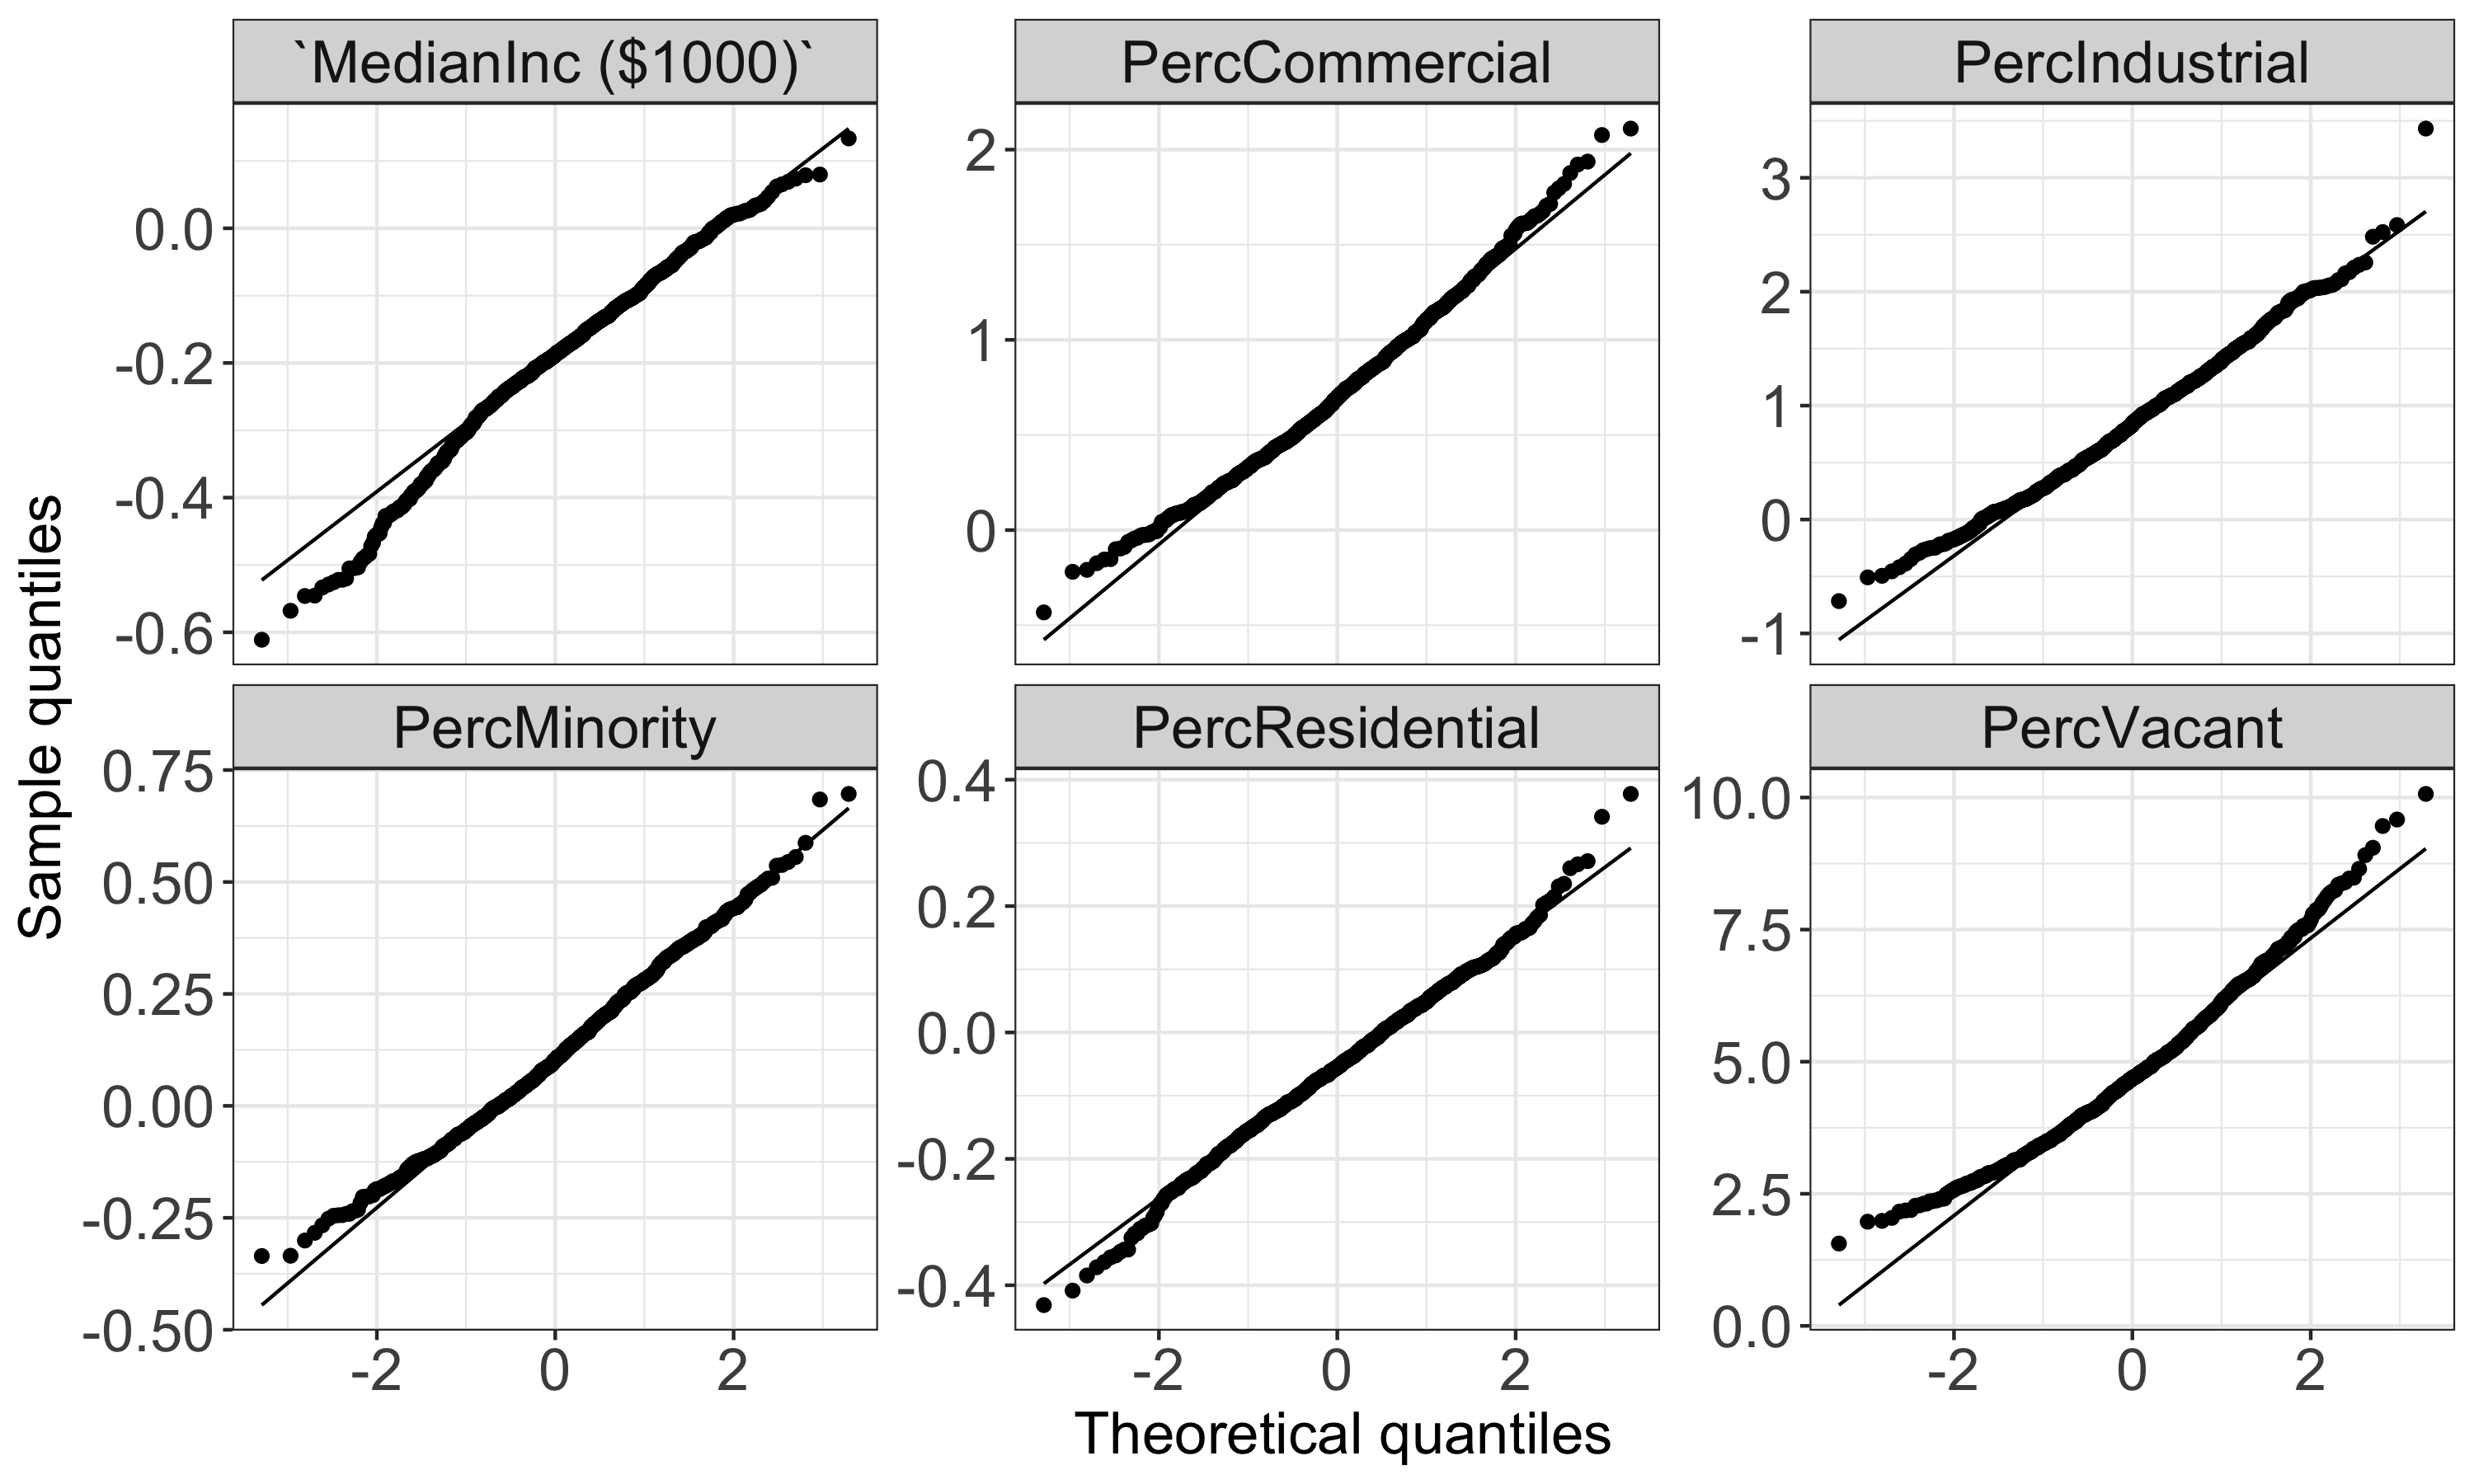 `MedianInc ($1000)`
PercCommercial
PercIndustrial
0.0
-0.2
-0.4
-0.6
2
1
0
3
2
1
0
-1
Sample quantiles
PercMinority
PercResidential
PercVacant
0.75
0.50
0.25
0.00
-0.25
-0.50
0.4
0.2
0.0
-0.2
-0.4
10.0
7.5
5.0
2.5
0.0
-2 0 2
-2 0 2
-2 0 2
Theoretical quantiles